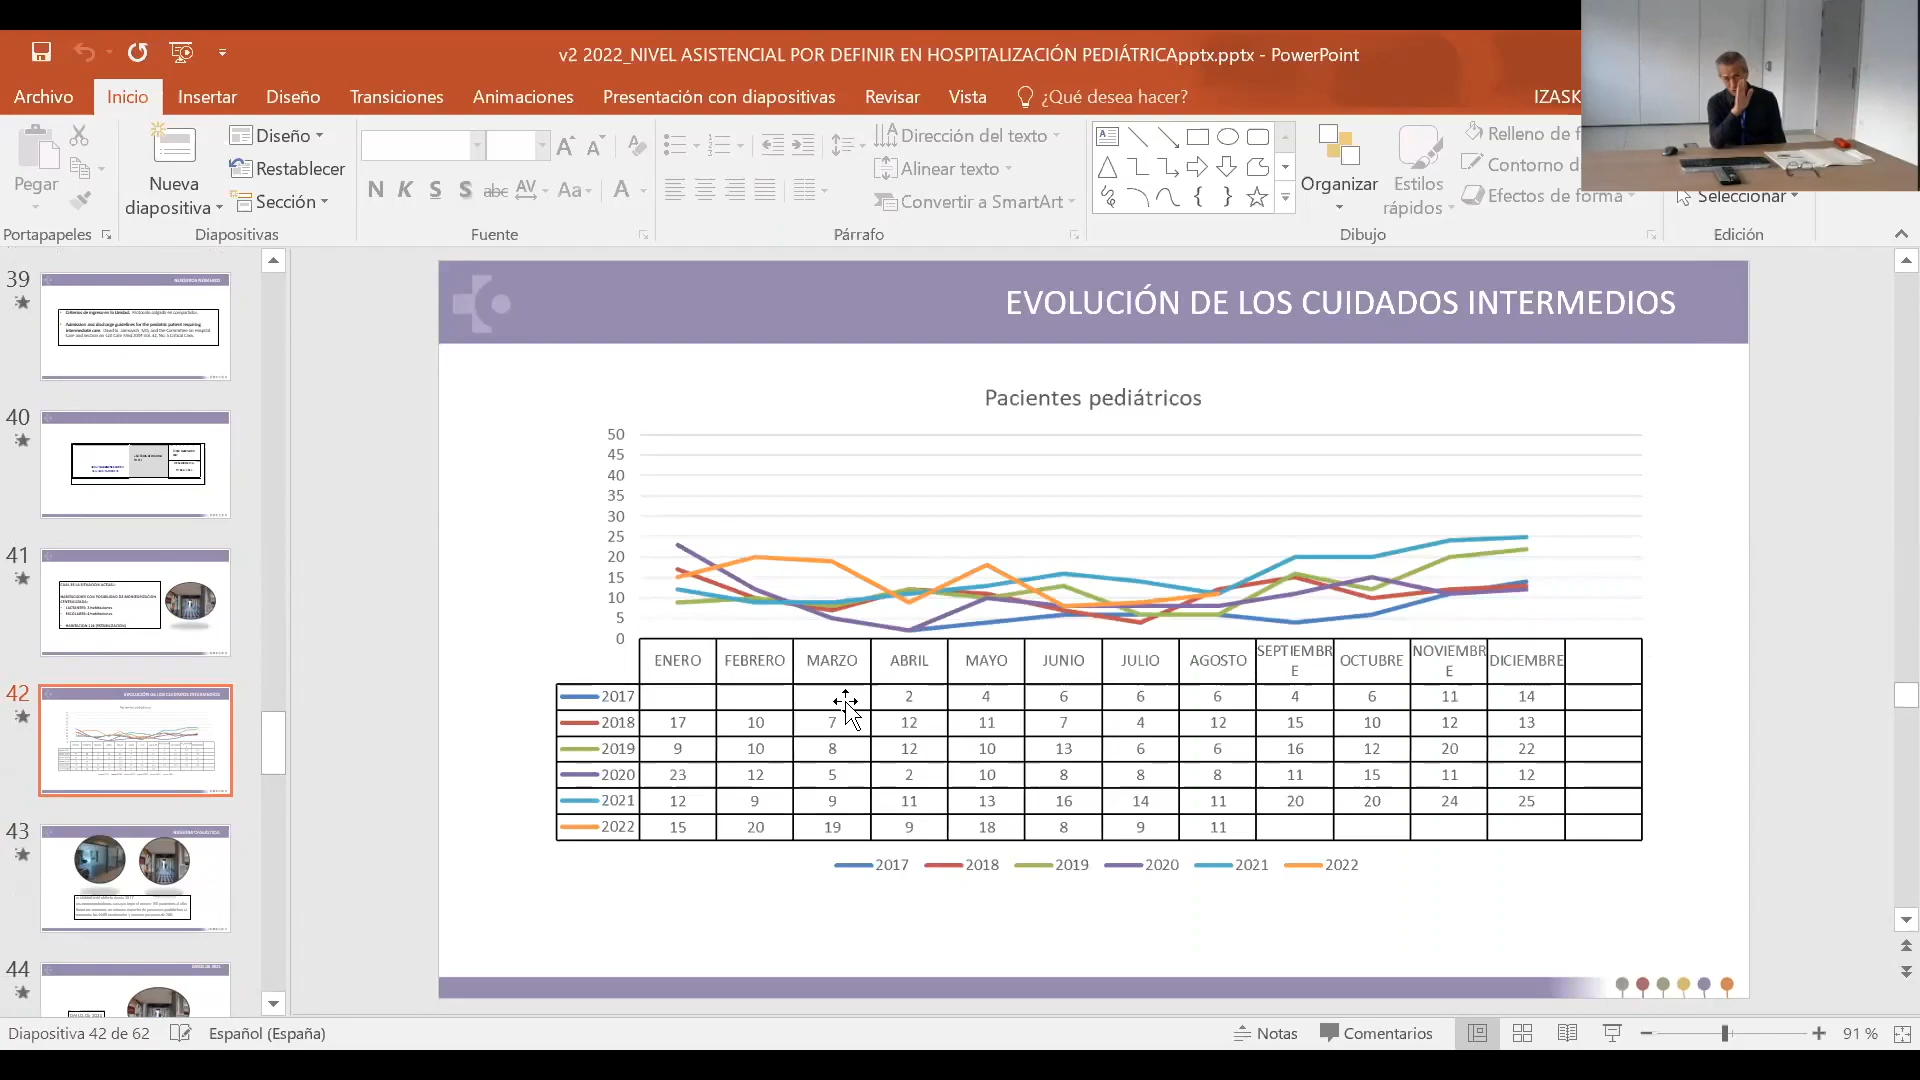 v2 2022_NIVEL ASISTENCIAL POR DEFINIR EN HOSPITALIZACIÓN PEDIÁTRICApptx.pptx - PowerPoint
Archivo Inicio Insertar Diseño Transiciones Animaciones Presentación con diapositivas Revisar Vista ¿Qué desea hacer? IZASK
Pegar
Nueva diapositiva
Diseño
Restablecer
Sección
N K S S abc AV Aa A
Dirección del texto
Alinear texto
Convertir a SmartArt
Organizar
Estilos rápidos
Relleno de f
Contorno d
Efectos de forma
Seleccionar
Portapapeles Diapositivas Fuente Párrafo Dibujo Edición
39
40
41
42
43
44
EVOLUCIÓN DE LOS CUIDADOS INTERMEDIOS
Pacientes pediátricos
50
45
40
35
30
25
20
15
10
5
0
ENERO FEBRERO MARZO ABRIL MAYO JUNIO JULIO AGOSTO SEPTIEMBRE OCTUBRE NOVIEMBRE DICIEMBRE
2017 2 4 6 6 6 4 6 11 14
2018 17 10 7 12 11 7 4 12 15 10 12 13
2019 9 10 8 12 10 13 6 6 16 12 20 22
2020 23 12 5 2 10 8 8 8 11 15 11 12
2021 12 9 9 11 13 16 14 11 20 20 24 25
2022 15 20 19 9 18 8 9 11
2017 2018 2019 2020 2021 2022
Diapositiva 42 de 62 Español (España) Notas Comentarios 91 %